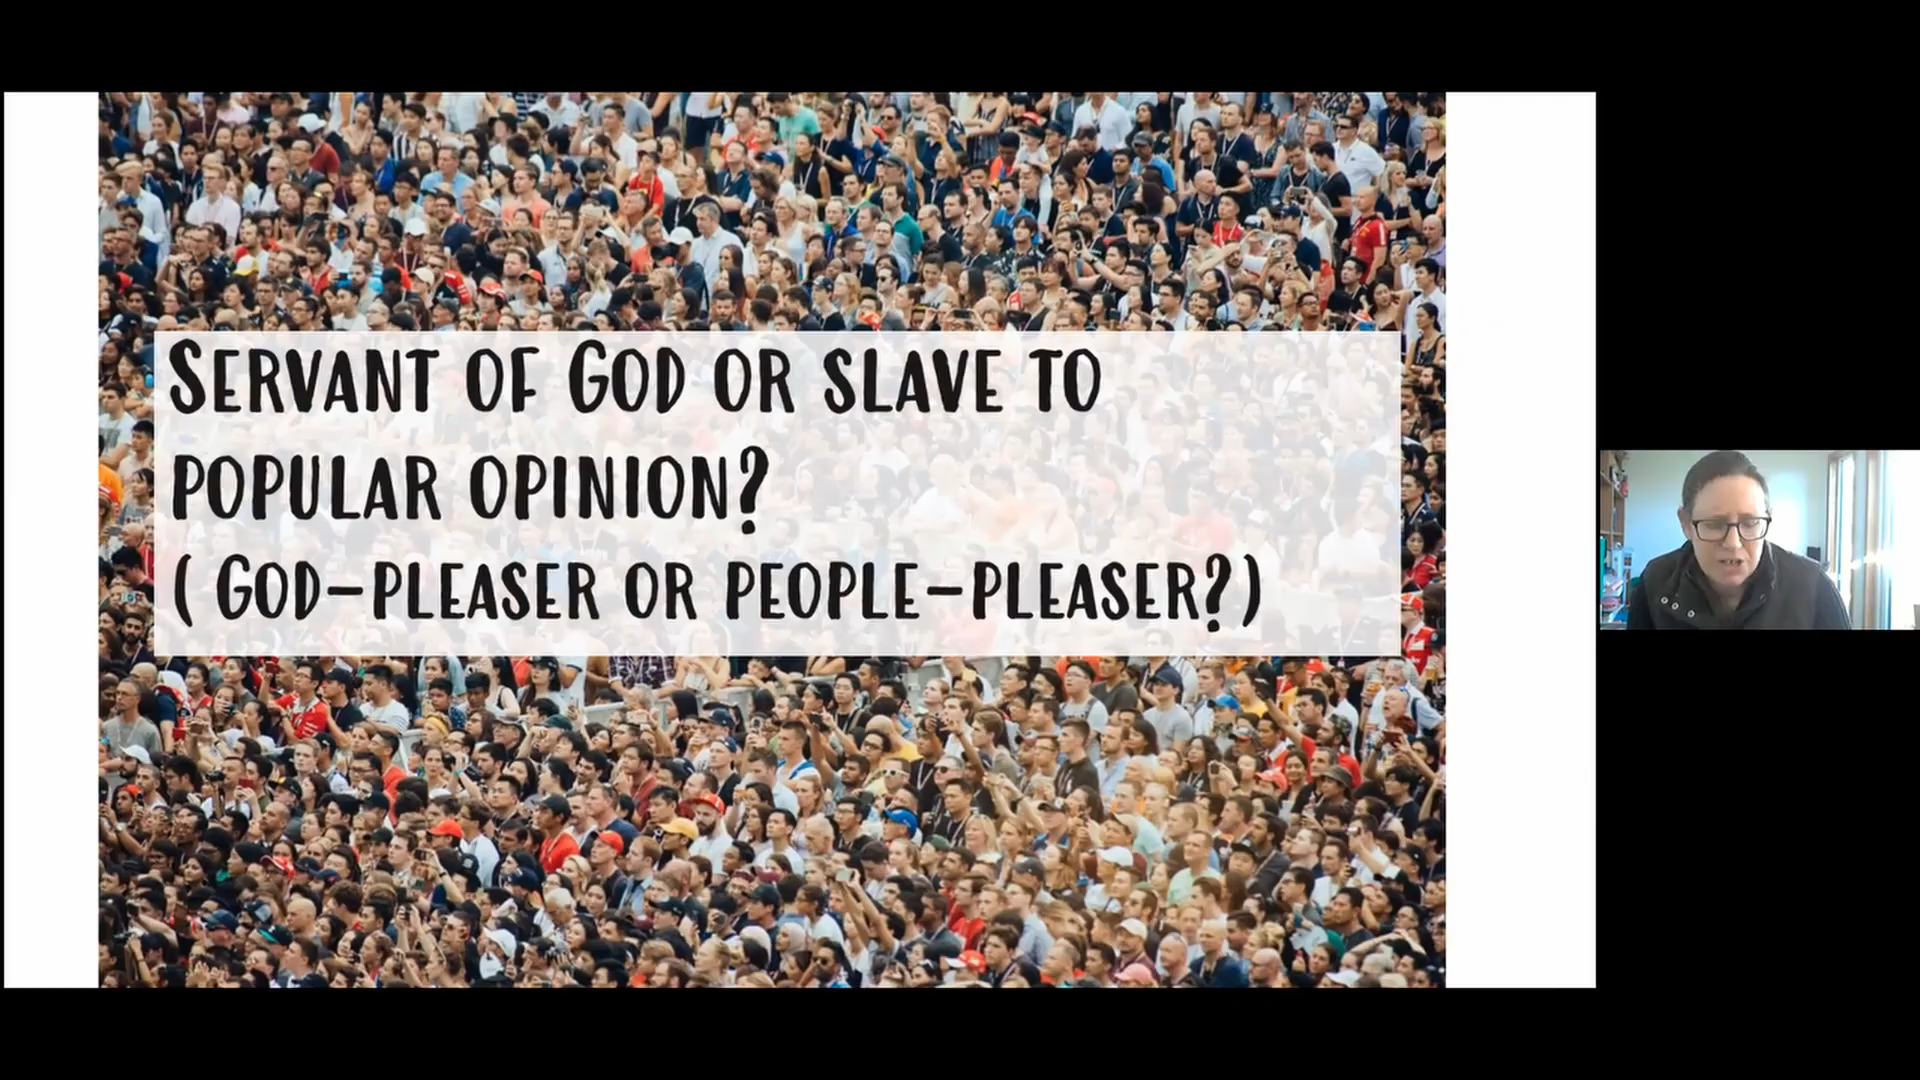 Servant of God or slave to
popular opinion?
( God-pleaser or people-pleaser?)